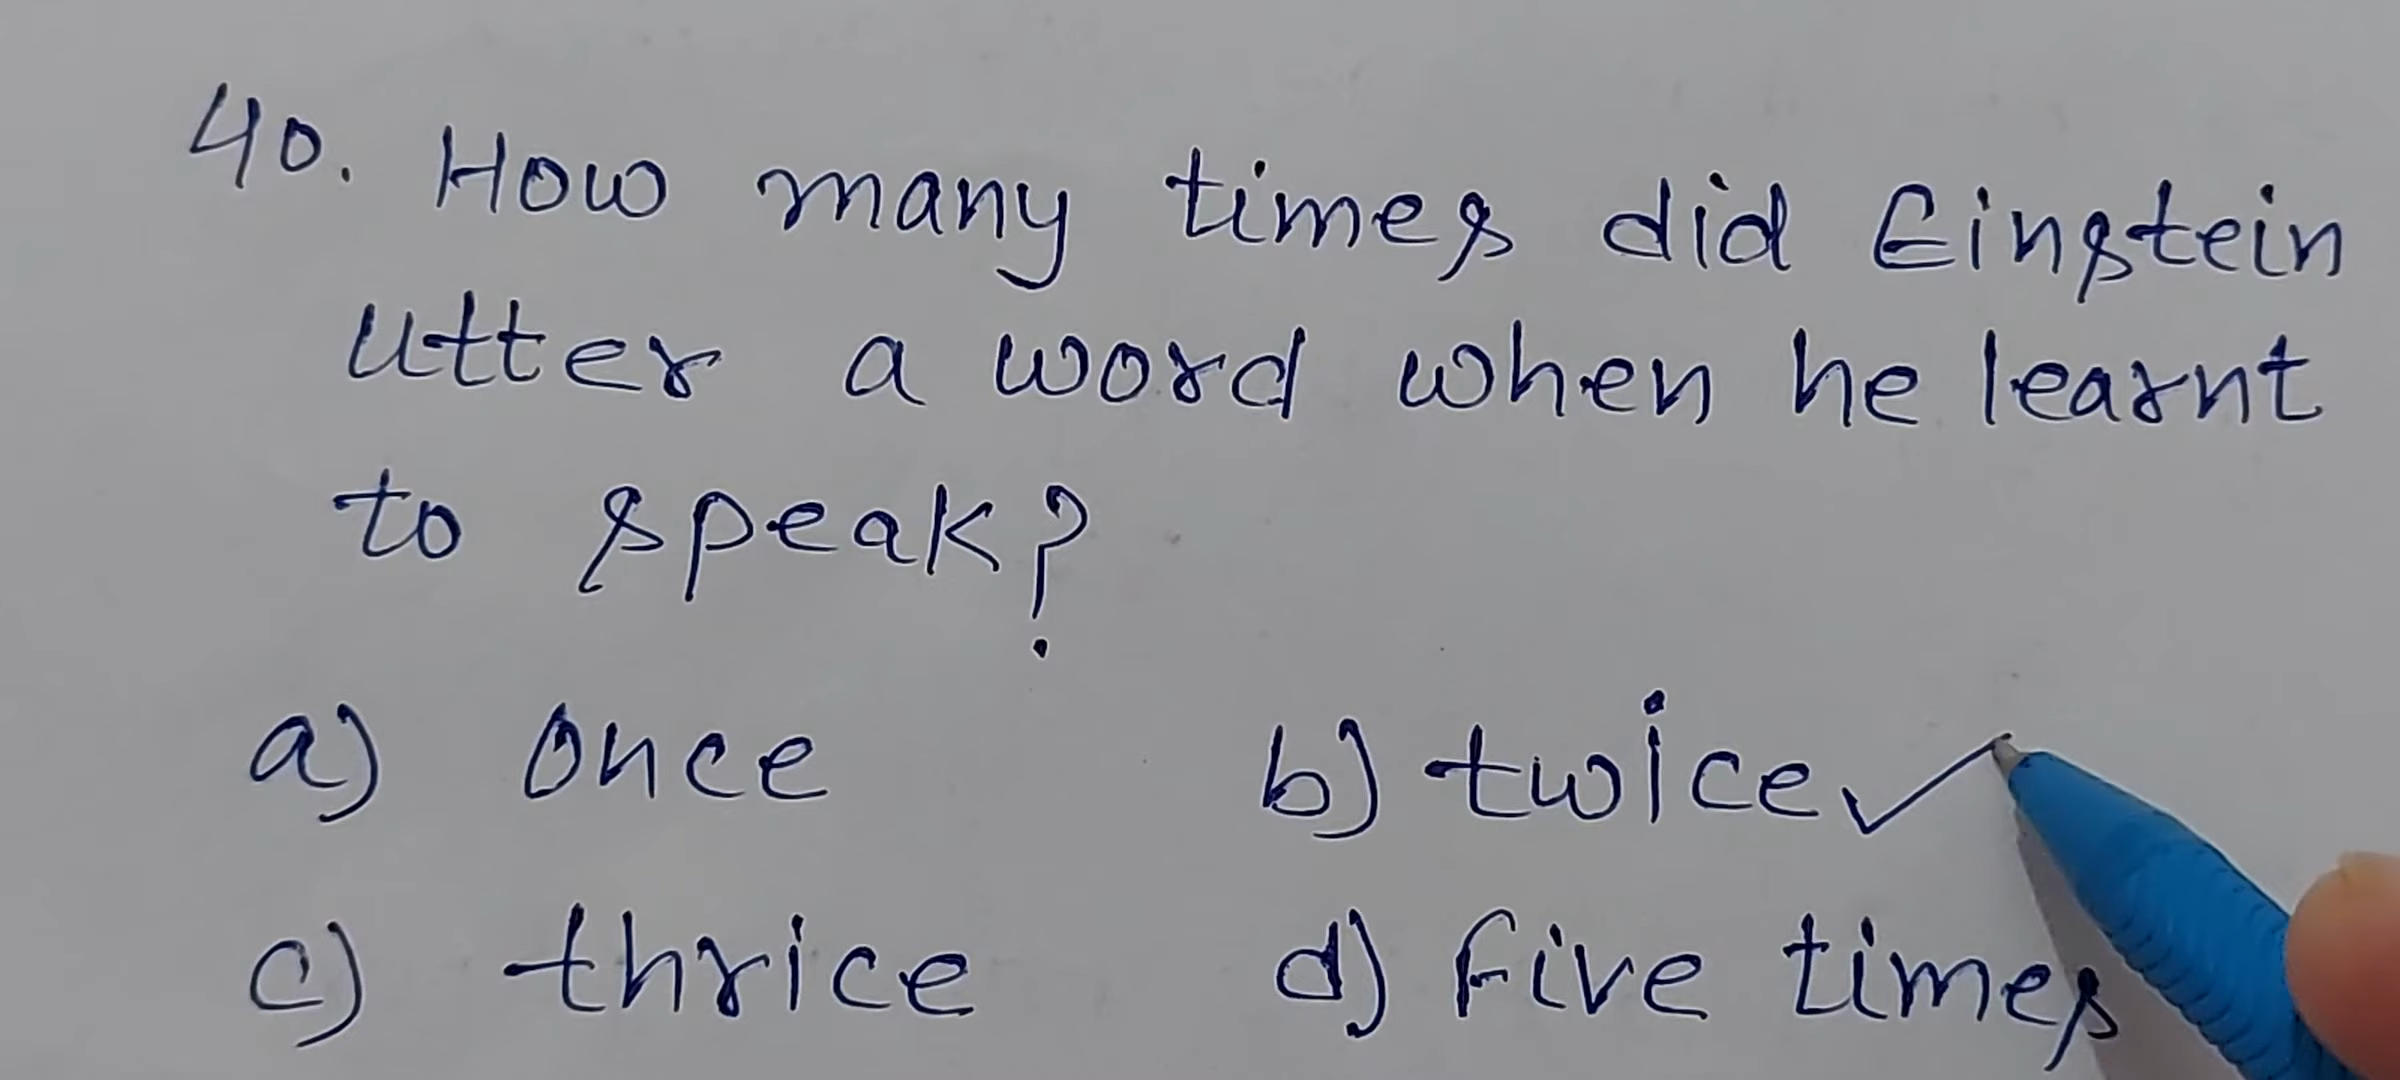 40. How many times did Einstein
utter a word when he learnt
to speak?
a) once b) twice ✓
c) thrice d) Five times